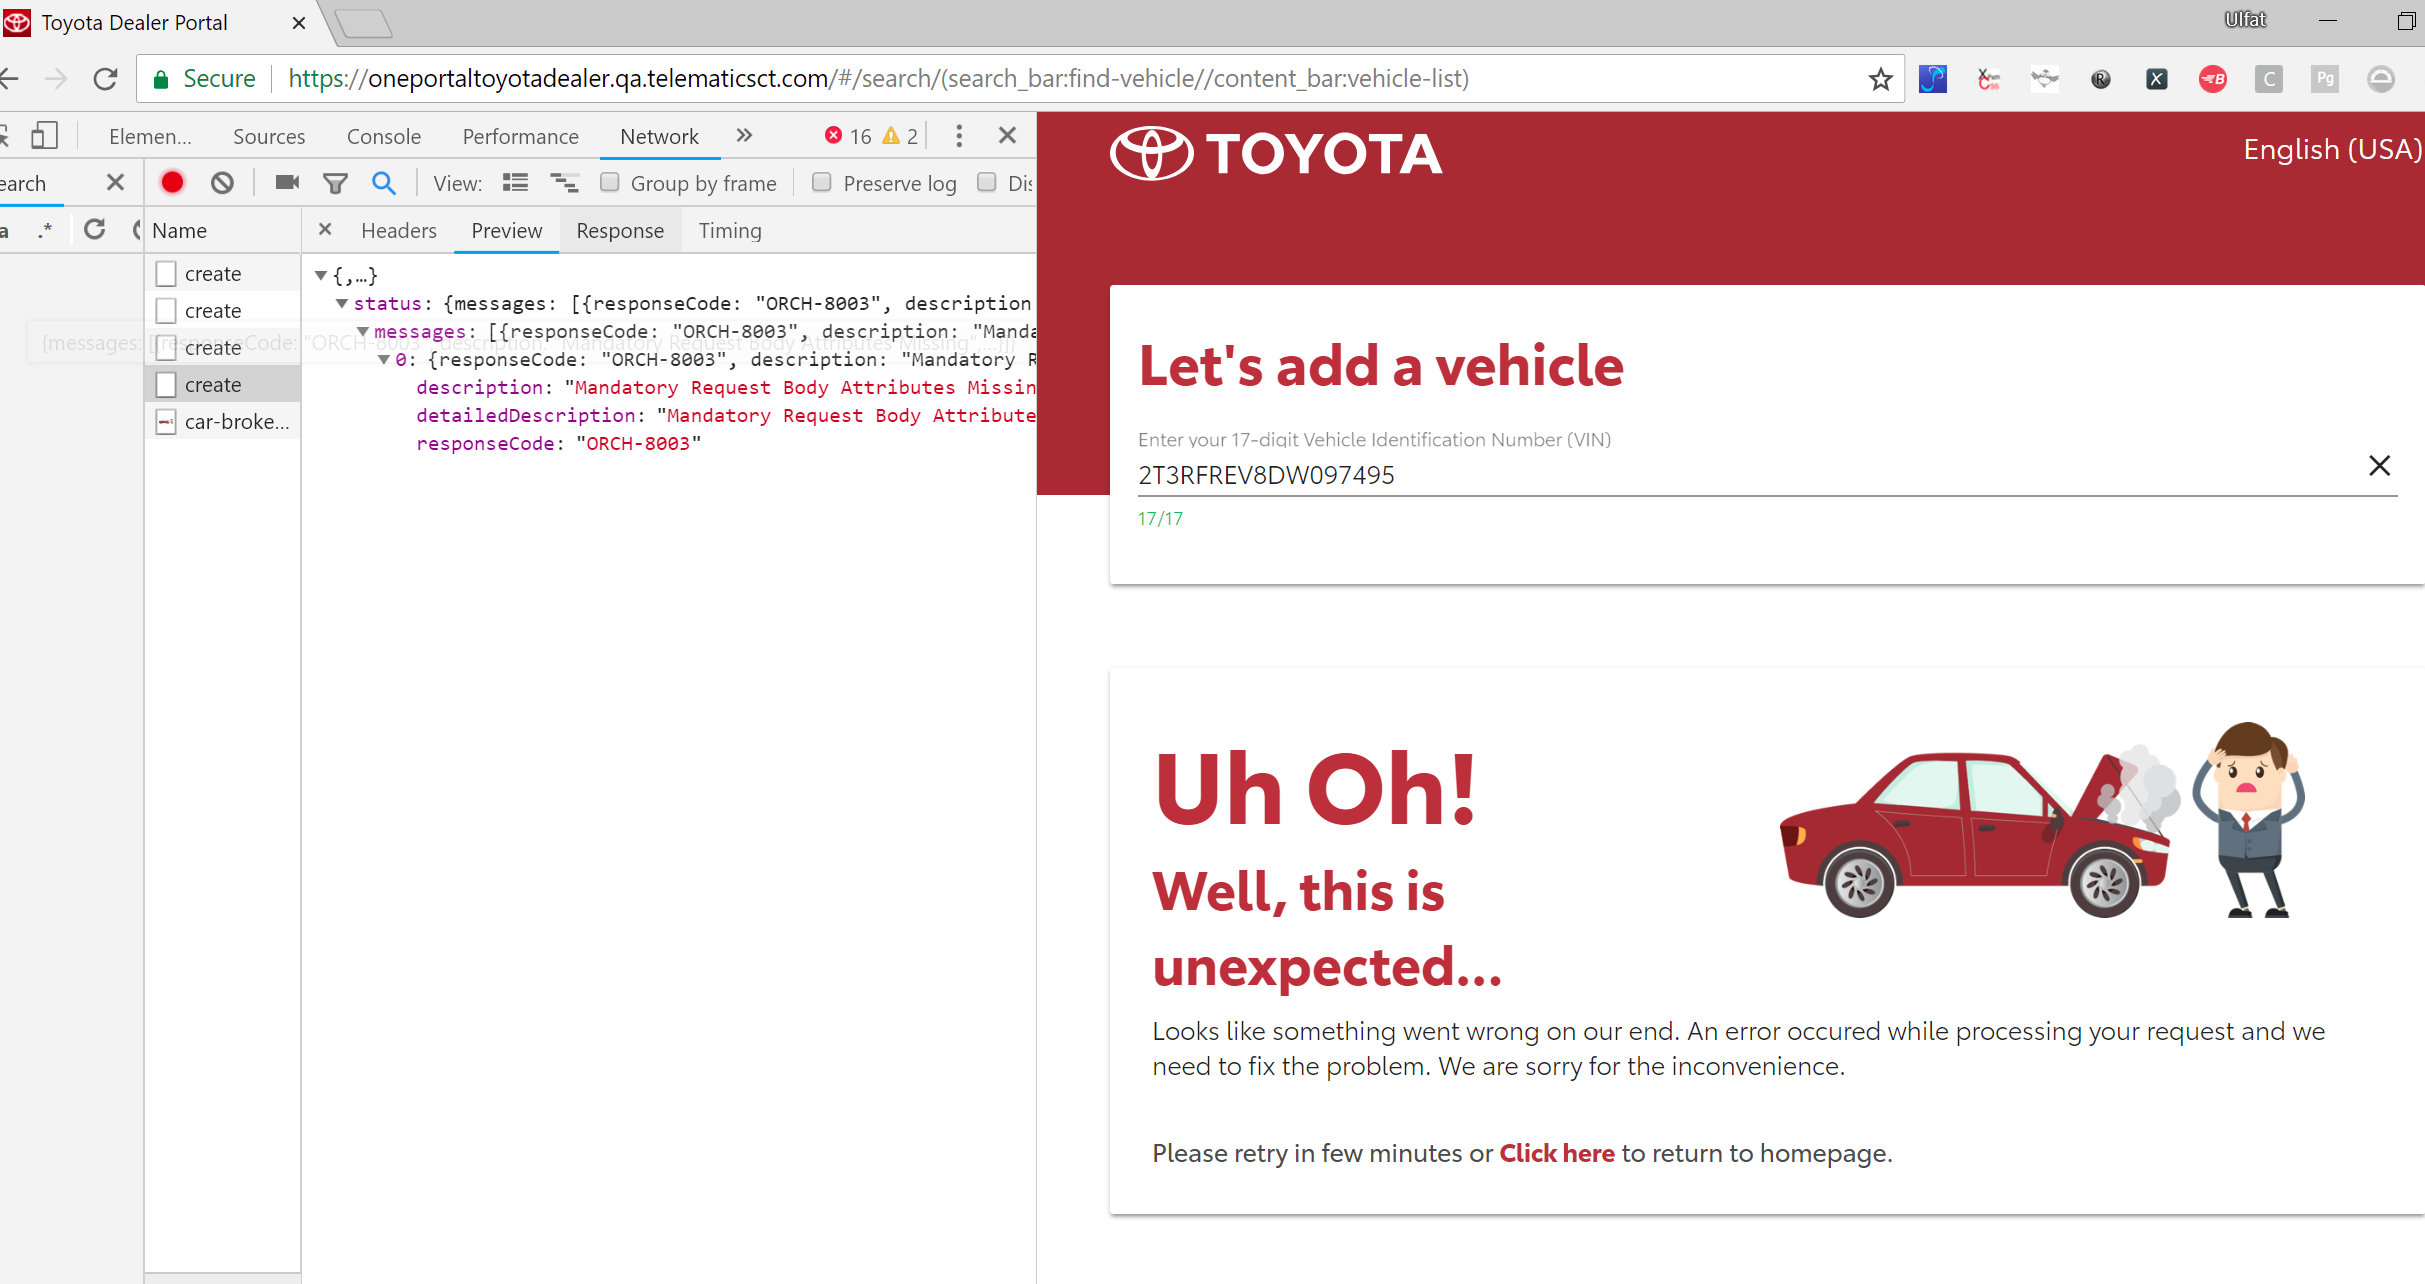 Toyota Dealer Portal
Ulfat
Secure https://oneportaltoyotadealer.qa.telematicsct.com/#/search/(search_bar:find-vehicle//content_bar:vehicle-list)
Elemen... Sources Console Performance Network 16 2
earch View: Group by frame Preserve log Dis
a .* Name Headers Preview Response Timing
create
create
create
create
car-broke...
{,…}
status: {messages: [{responseCode: "ORCH-8003", description
messages: [{responseCode: "ORCH-8003", description: "Manda
{messages: [{responseCode: "ORCH-8003", description: "Mandatory Request Body Attributes Missing",…}]}
0: {responseCode: "ORCH-8003", description: "Mandatory R
description: "Mandatory Request Body Attributes Missin
detailedDescription: "Mandatory Request Body Attribute
responseCode: "ORCH-8003"
TOYOTA
English (USA)
Let's add a vehicle
Enter your 17-digit Vehicle Identification Number (VIN)
2T3RFREV8DW097495
17/17
Uh Oh!
Well, this is
unexpected...
Looks like something went wrong on our end. An error occured while processing your request and we
need to fix the problem. We are sorry for the inconvenience.
Please retry in few minutes or Click here to return to homepage.